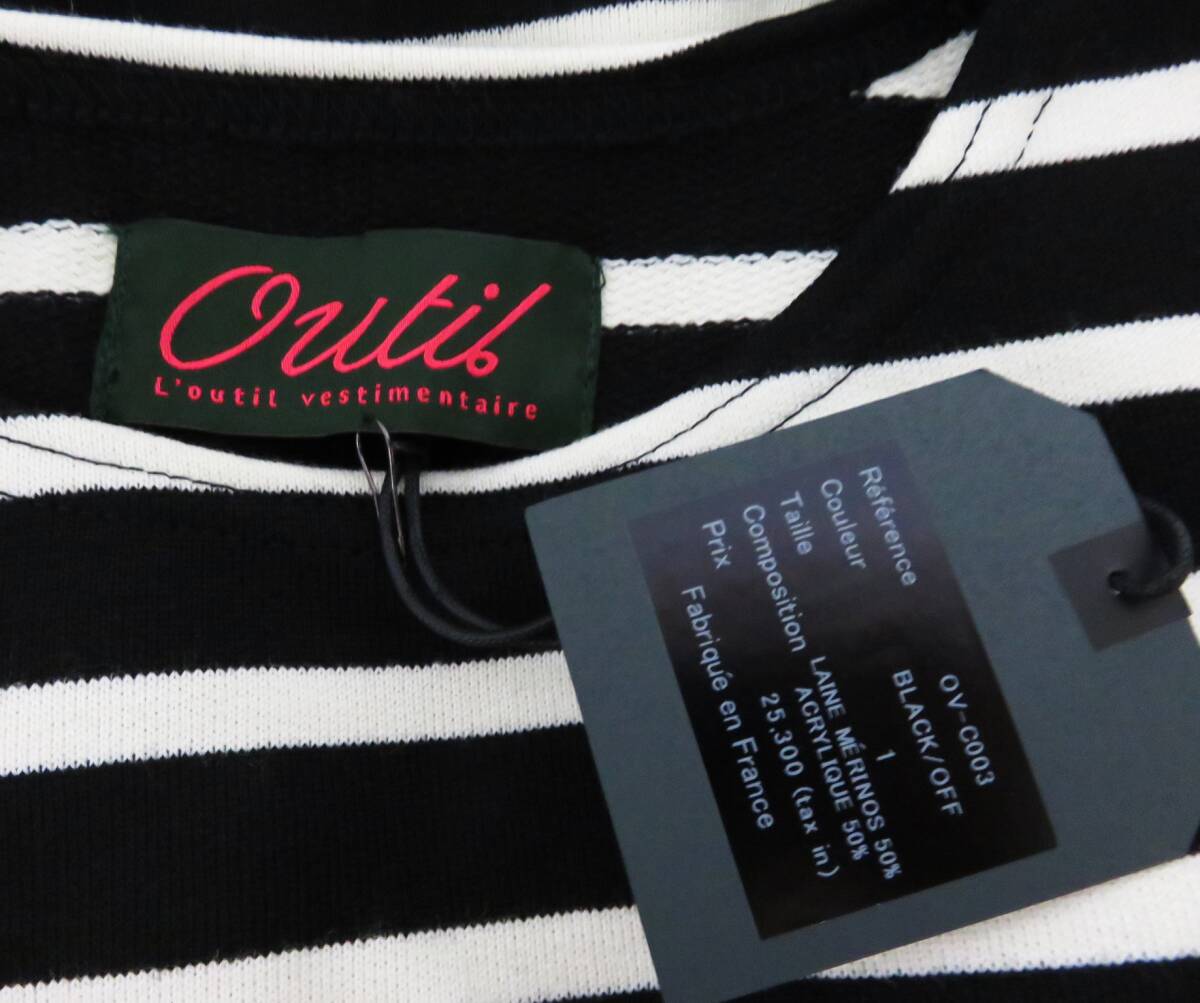 Outil
L'outil vestimentaire
Référence OV-C003
Couleur BLACK/OFF
Taille 1
Composition LAINE MÉRINOS 50%
ACRYLIQUE 50%
Prix 25,300 (tax in)
Fabriqué en France